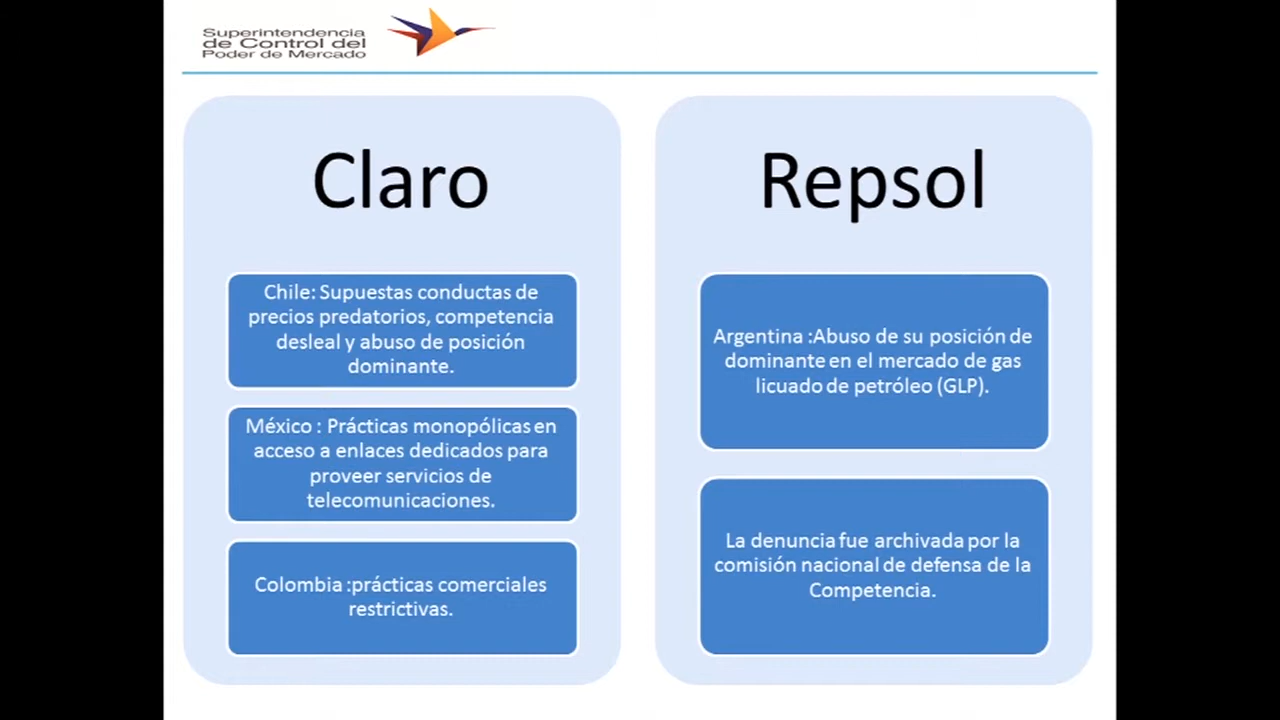 Superintendencia
de Control del
Poder de Mercado
Claro
Chile: Supuestas conductas de
precios predatorios, competencia
desleal y abuso de posición
dominante.
México : Prácticas monopólicas en
acceso a enlaces dedicados para
proveer servicios de
telecomunicaciones.
Colombia :prácticas comerciales
restrictivas.
Repsol
Argentina :Abuso de su posición de
dominante en el mercado de gas
licuado de petróleo (GLP).
La denuncia fue archivada por la
comisión nacional de defensa de la
Competencia.